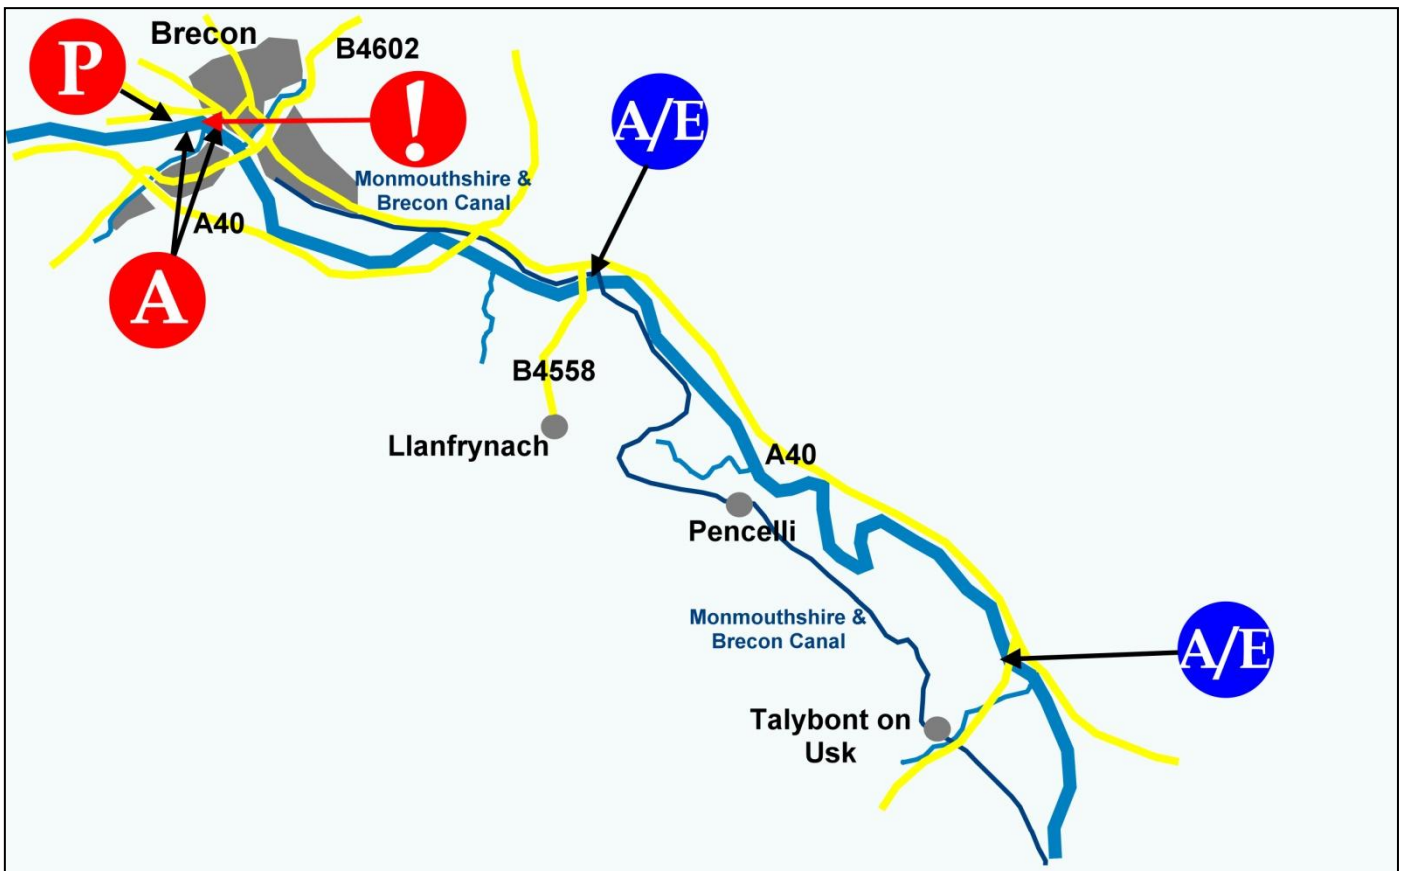 Brecon
B4602
P
!
A/E
Monmouthshire &
Brecon Canal
A40
A
B4558
Llanfrynach
A40
Pencelli
Monmouthshire &
Brecon Canal
A/E
Talybont on
Usk